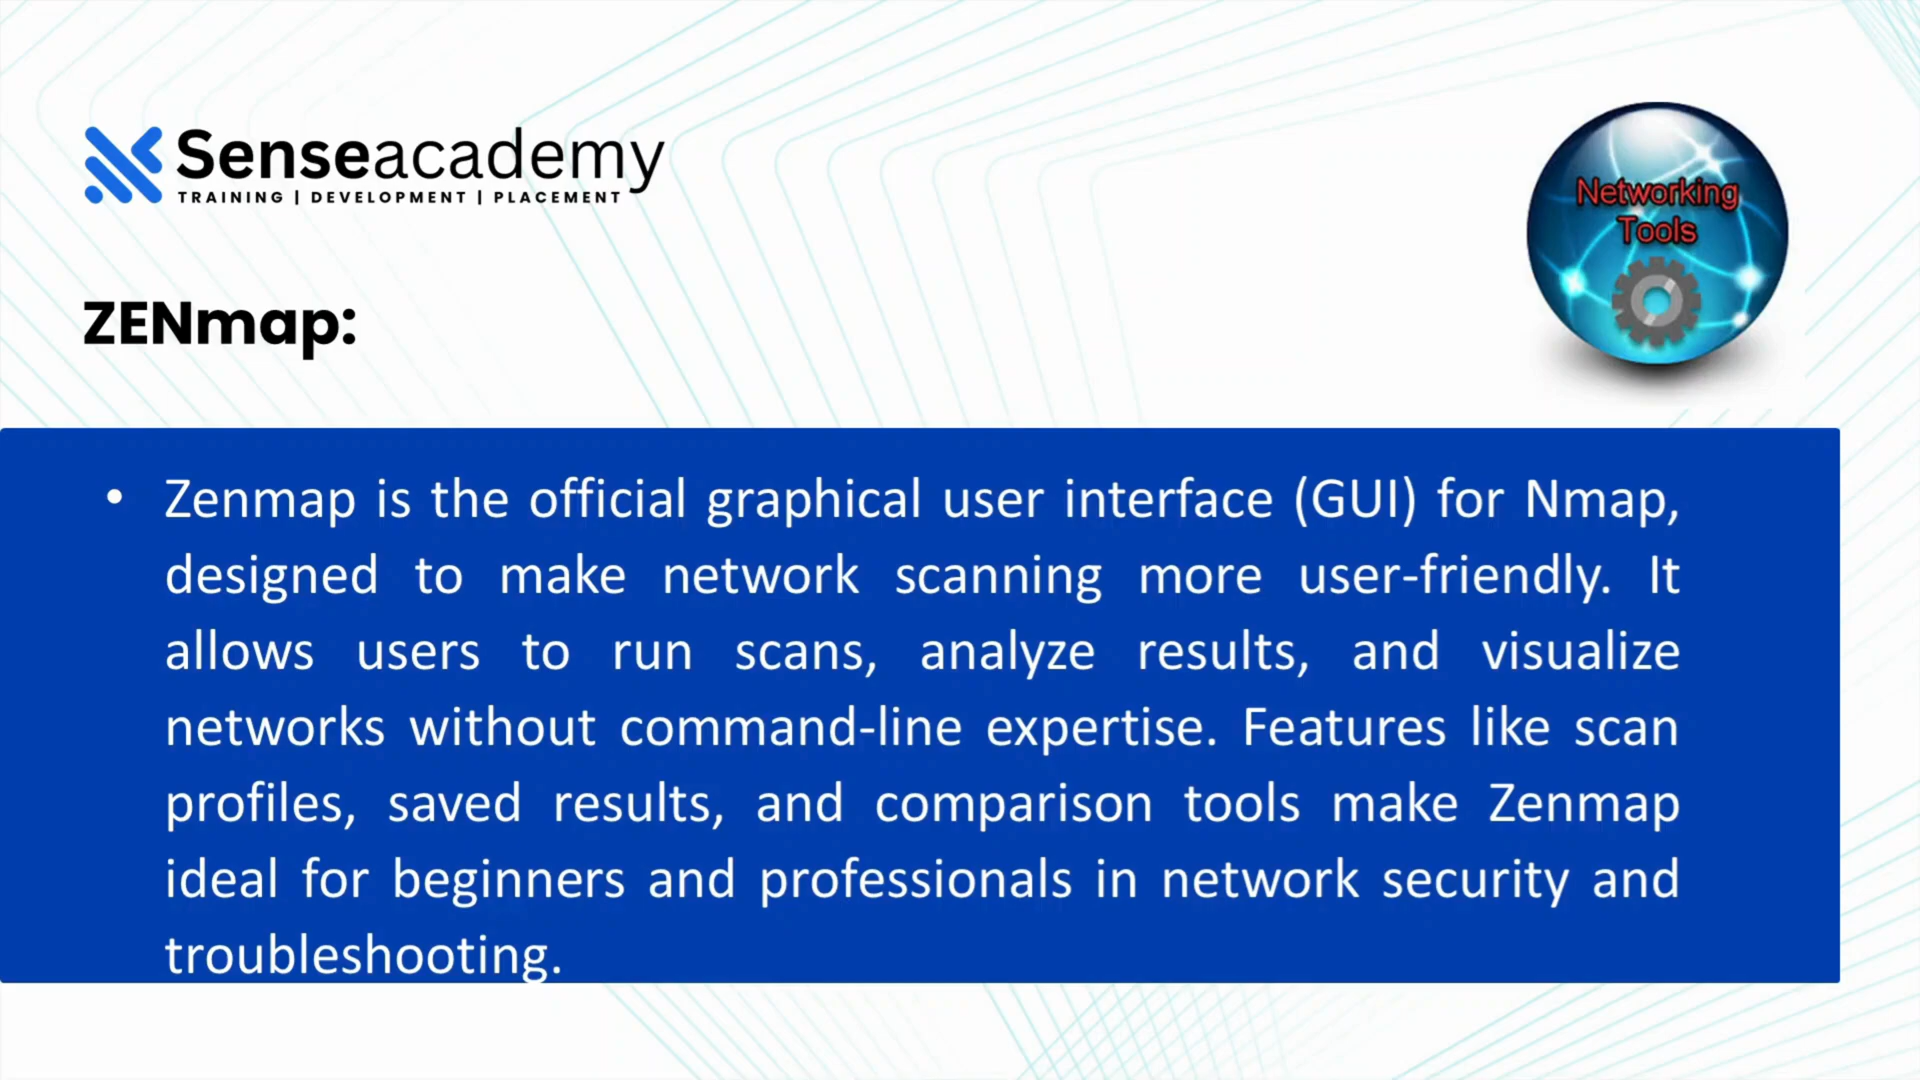 Senseacademy
TRAINING | DEVELOPMENT | PLACEMENT
Networking
Tools
ZENmap:
• Zenmap is the official graphical user interface (GUI) for Nmap,
designed to make network scanning more user-friendly. It
allows users to run scans, analyze results, and visualize
networks without command-line expertise. Features like scan
profiles, saved results, and comparison tools make Zenmap
ideal for beginners and professionals in network security and
troubleshooting.